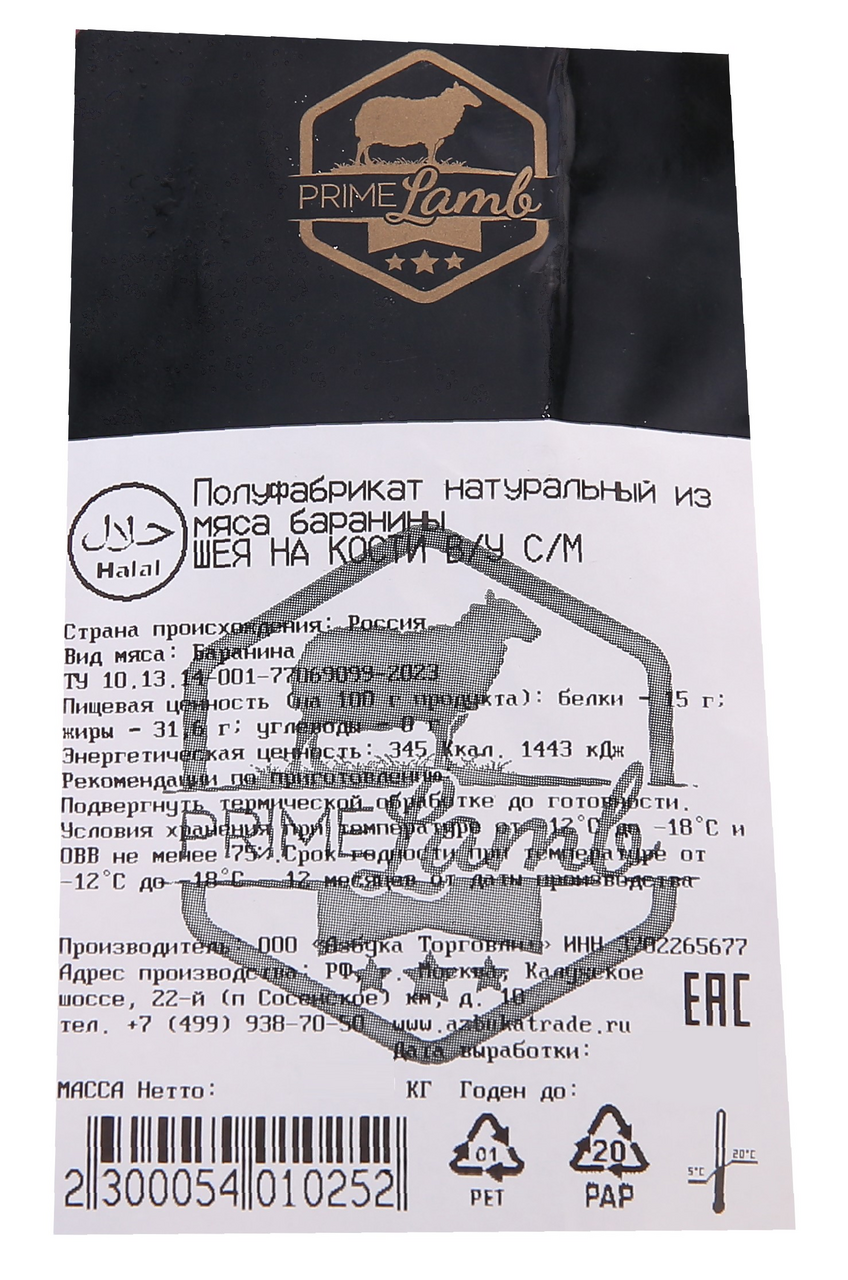 PRIME Lamb
Полуфабрикат натуральный из
мяса баранины
ШЕЯ НА КОСТИ В/У С/М
حلال
Halal
Страна происхождения: Россия
Вид мяса: Баранина
ТУ 10.13.14-001-77069099-2023
Пищевая ценность (на 100 г продукта): белки - 15 г;
жиры - 31,6 г; углеводы - 0 г
Энергетическая ценность: 345 Ккал. 1443 кДж
Рекомендации по приготовлению
Подвергнуть термической обработке до готовности.
Условия хранения при температуре от -12°C до -18°C и
ОВВ не менее 75%.Срок годности при температуре от
-12°C до -18°C - 12 месяцев от даты производства
PRIME Lamb
Производитель: ООО «Азбука Торговли» ИНН 9702265677
Адрес производства: РФ, г. Москва, Калужское
шоссе, 22-й (п Сосенское) км, д. 10
тел. +7 (499) 938-70-50 www.azbukatrade.ru
EAC
Дата выработки:
МАССА Нетто: КГ Годен до:
2 300054 010252
01
PET
20
PAP
5°C
20°C